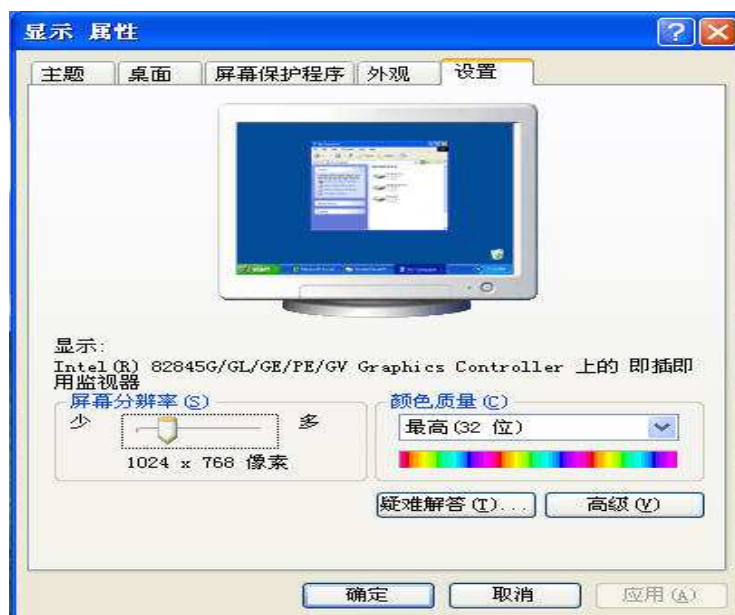 显示 属性
主题 桌面 屏幕保护程序 外观 设置
显示:
Intel(R) 82845G/GL/GE/PE/GV Graphics Controller 上的 即插即
用监视器
屏幕分辨率(S) 颜色质量(C)
少 多 最高(32 位)
1024 x 768 像素
疑难解答(T)... 高级(V)
确定 取消 应用(A)